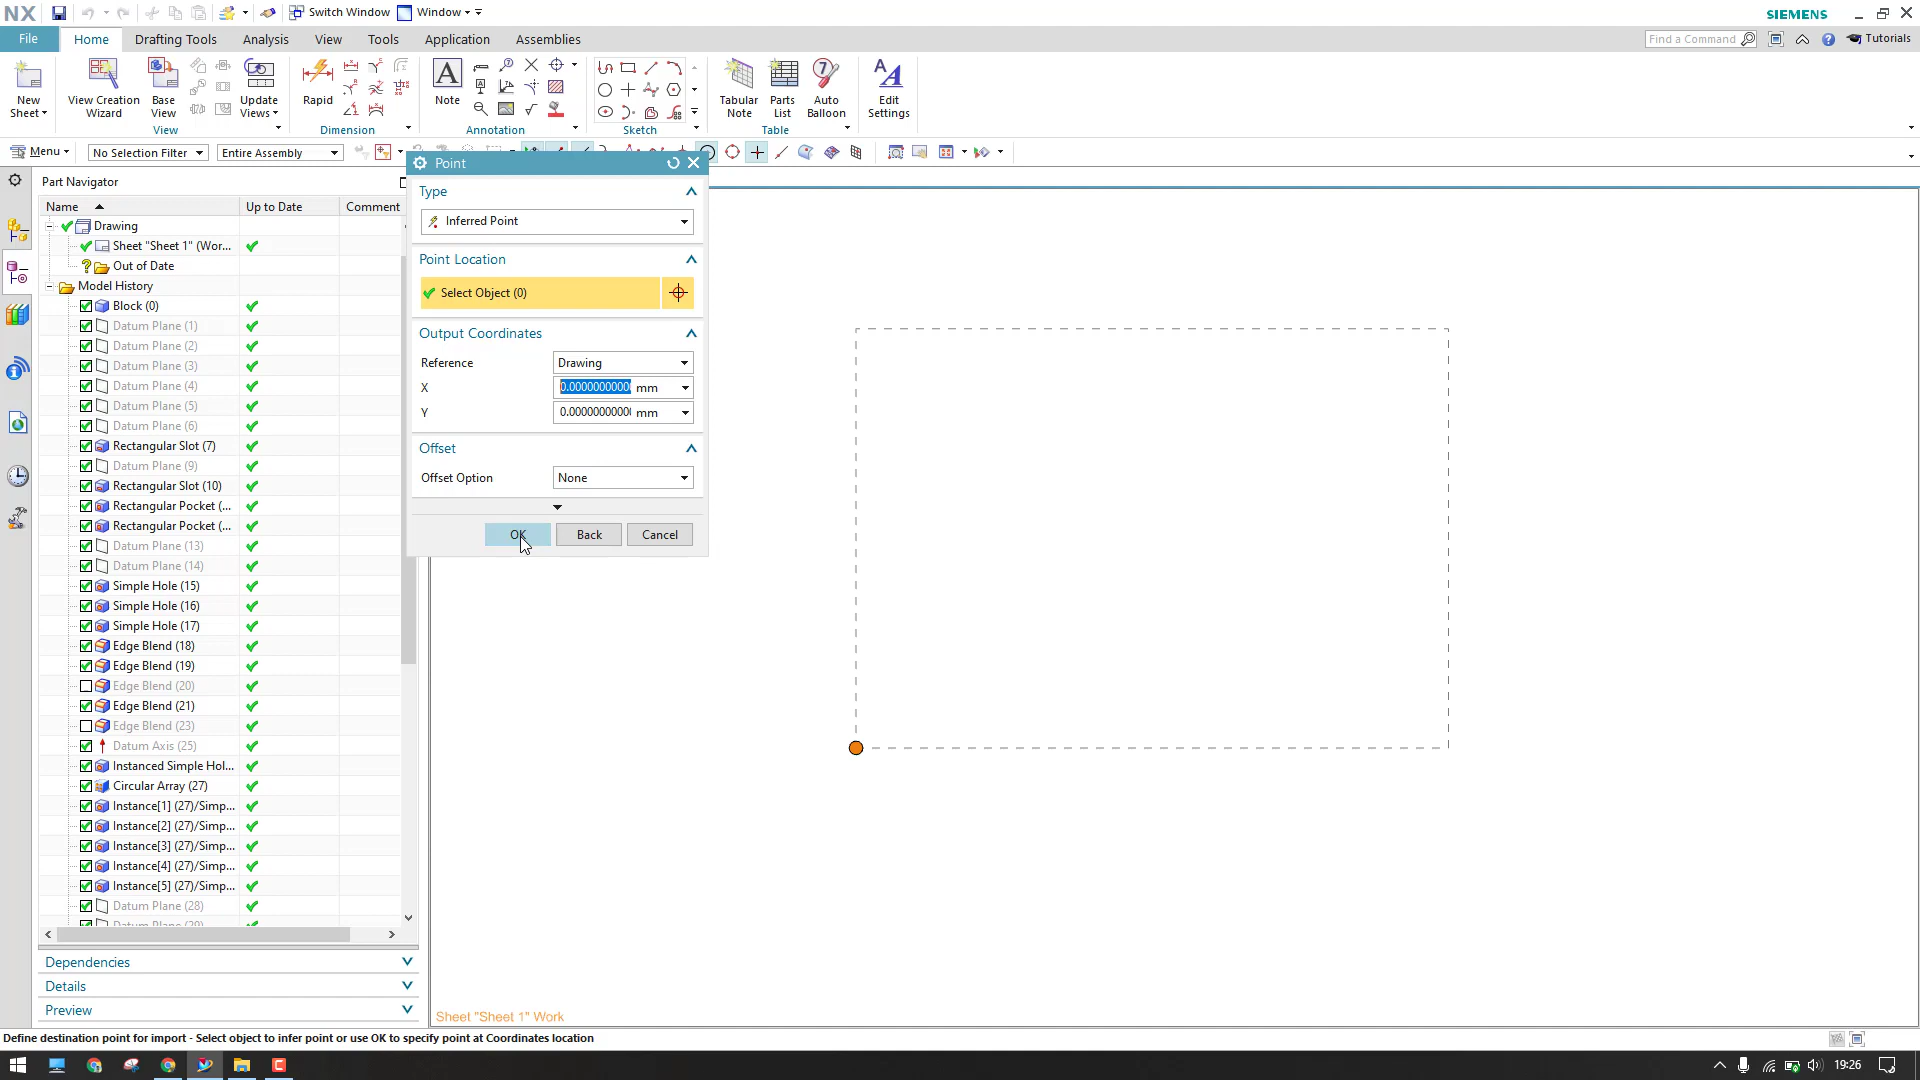 NX
Switch Window
Window
SIEMENS
File
Home
Drafting Tools
Analysis
View
Tools
Application
Assemblies
Find a Command
Tutorials
New
Sheet
View Creation
Wizard
Base
View
Update
Views
View
Rapid
Dimension
A
Note
Annotation
Sketch
Tabular
Note
Parts
List
Auto
Balloon
Table
Edit
Settings
Menu
No Selection Filter
Entire Assembly
Part Navigator
Name
Up to Date
Comment
Drawing
Sheet "Sheet 1" (Wor...
Out of Date
Model History
Block (0)
Datum Plane (1)
Datum Plane (2)
Datum Plane (3)
Datum Plane (4)
Datum Plane (5)
Datum Plane (6)
Rectangular Slot (7)
Datum Plane (9)
Rectangular Slot (10)
Rectangular Pocket (...
Rectangular Pocket (...
Datum Plane (13)
Datum Plane (14)
Simple Hole (15)
Simple Hole (16)
Simple Hole (17)
Edge Blend (18)
Edge Blend (19)
Edge Blend (20)
Edge Blend (21)
Edge Blend (23)
Datum Axis (25)
Instanced Simple Hol...
Circular Array (27)
Instance[1] (27)/Simp...
Instance[2] (27)/Simp...
Instance[3] (27)/Simp...
Instance[4] (27)/Simp...
Instance[5] (27)/Simp...
Datum Plane (28)
Datum Plane (29)
Dependencies
Details
Preview
Point
Type
Inferred Point
Point Location
Select Object (0)
Output Coordinates
Reference
Drawing
X
0.0000000000 mm
Y
0.0000000000 mm
Offset
Offset Option
None
OK
Back
Cancel
Sheet "Sheet 1" Work
Define destination point for import - Select object to infer point or use OK to specify point at Coordinates location
19:26